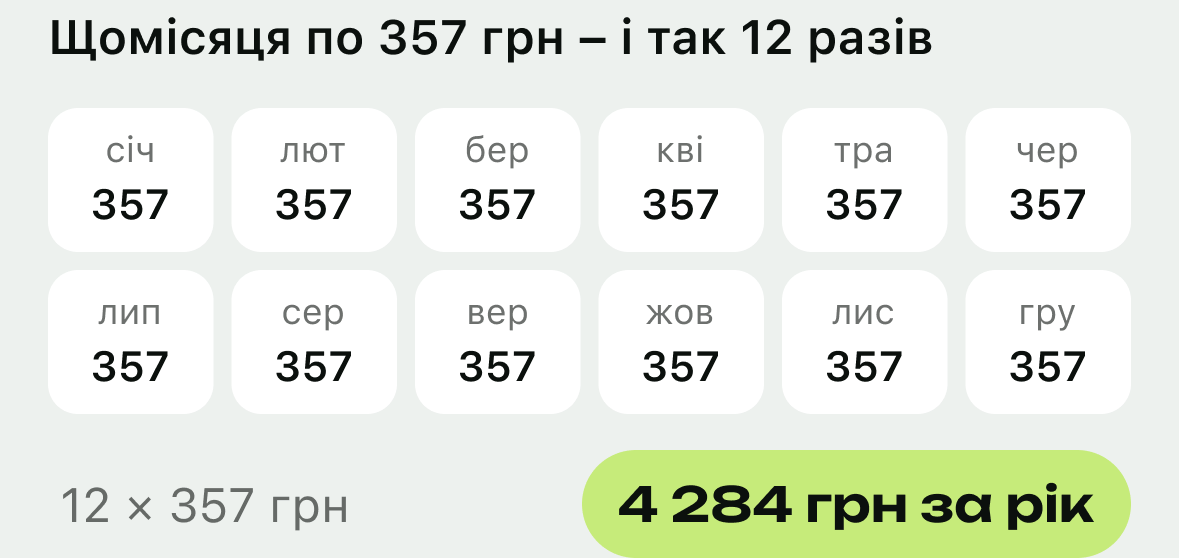 Щомісяця по 357 грн – і так 12 разів
січ лют бер кві тра чер
357 357 357 357 357 357
лип сер вер жов лис гру
357 357 357 357 357 357
12 × 357 грн 4 284 грн за рік